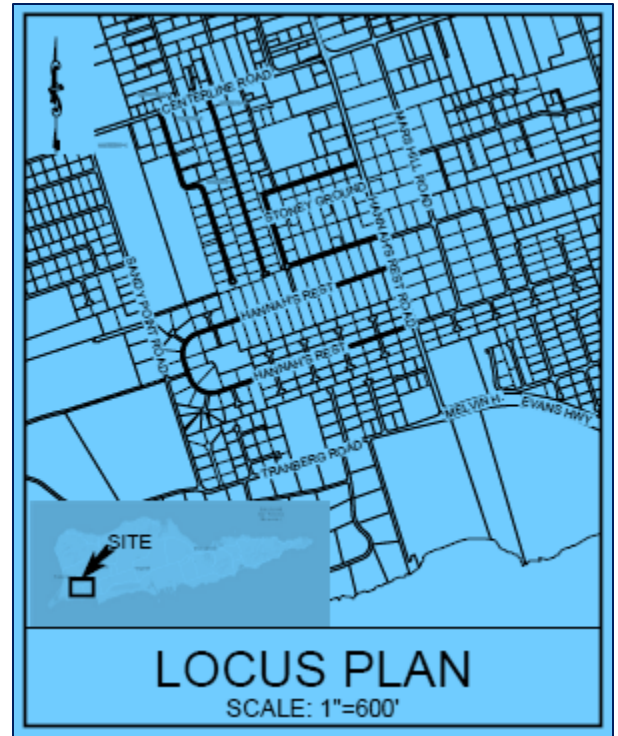 CENTERLINE ROAD
MARS HILL ROAD
STONEY GROUND
HANNAH'S REST ROAD
SANDY POINT ROAD
HANNAH'S REST
HANNAH'S REST
MELVIN H. EVANS HWY
TRANBERG ROAD
SITE
LOCUS PLAN
SCALE: 1"=600'